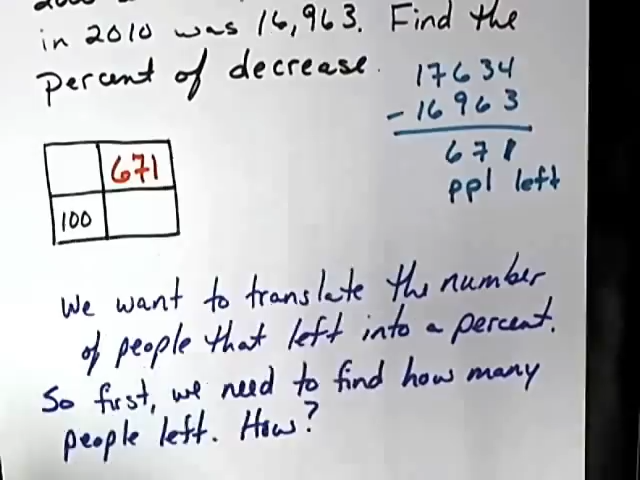 in 2010 was 16,963. Find the
percent of decrease.
17634
- 16963
671
ppl left
671
100
We want to translate the number
of people that left into a percent.
So first, we need to find how many
people left. How?